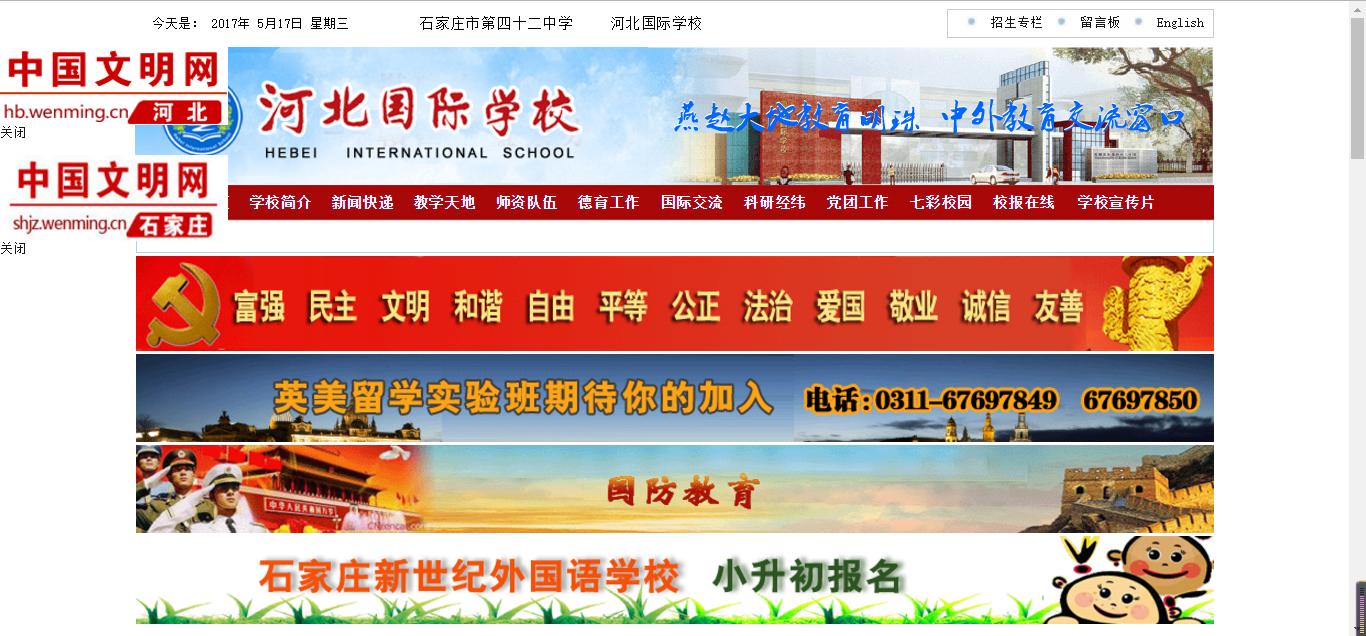 今天是： 2017年 5月17日 星期三 石家庄市第四十二中学 河北国际学校 招生专栏 留言板 English
中国文明网
hb.wenming.cn 河 北
关闭
河北国际学校
HEBEI INTERNATIONAL SCHOOL
燕赵大地教育明珠 中外教育交流窗口
中国文明网
shjz.wenming.cn 石家庄
关闭
学校简介 新闻快递 教学天地 师资队伍 德育工作 国际交流 科研经纬 党团工作 七彩校园 校报在线 学校宣传片
富强 民主 文明 和谐 自由 平等 公正 法治 爱国 敬业 诚信 友善
英美留学实验班期待你的加入 电话:0311-67697849 67697850
国防教育
中华人民共和国万岁
石家庄新世纪外国语学校 小升初报名